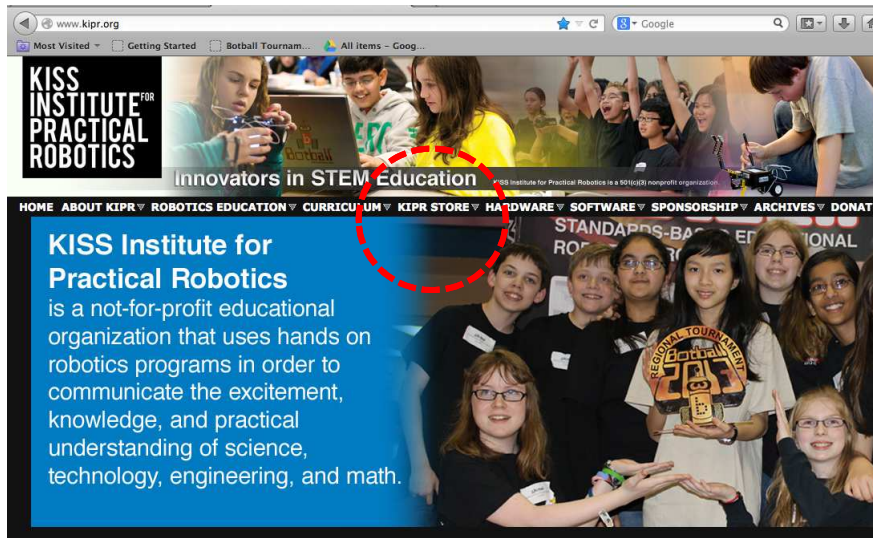 www.kipr.org
Google
Most Visited
Getting Started
Botball Tournam...
All items - Goog...
KISS
INSTITUTE FOR
PRACTICAL
ROBOTICS
Botball
Innovators in STEM Education
KISS Institute for Practical Robotics is a 501(c)(3) nonprofit organization
HOME ABOUT KIPR ROBOTICS EDUCATION CURRICULUM KIPR STORE HARDWARE SOFTWARE SPONSORSHIP ARCHIVES DONAT
KISS Institute for
Practical Robotics
is a not-for-profit educational
organization that uses hands on
robotics programs in order to
communicate the excitement,
knowledge, and practical
understanding of science,
technology, engineering, and math.
REGIONAL TOURNAMENT
Botball
2013